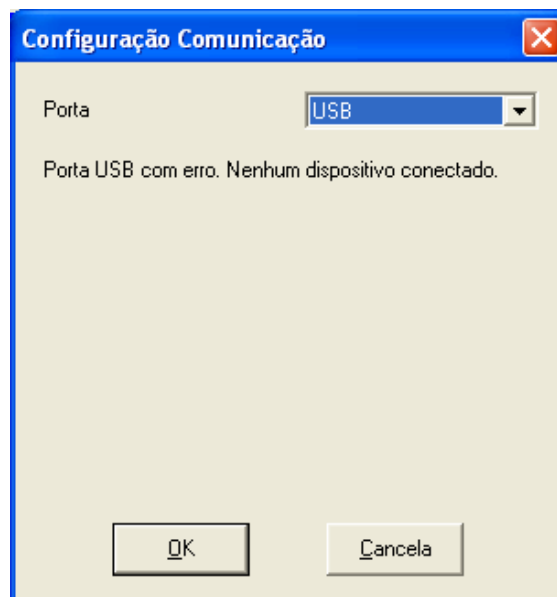 Configuração Comunicação
Porta USB
Porta USB com erro. Nenhum dispositivo conectado.
OK Cancela